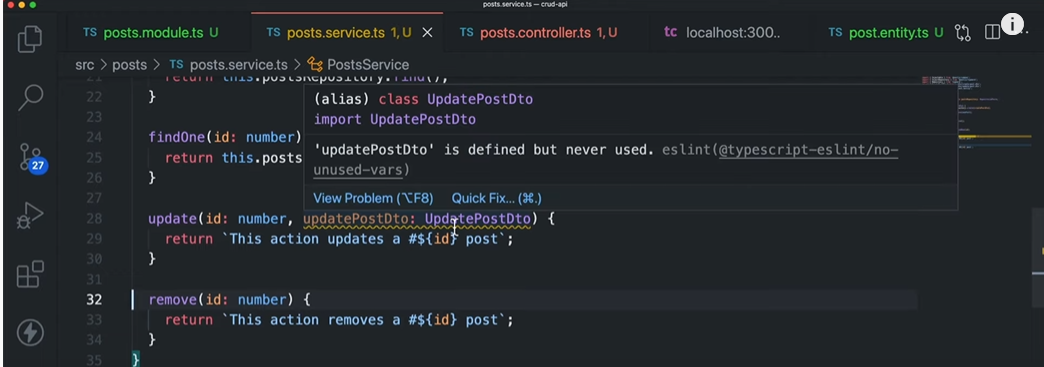 posts.service.ts — crud-api
TS posts.module.ts U TS posts.service.ts 1, U × TS posts.controller.ts 1, U tc localhost:300.. TS post.entity.ts U
src > posts > TS posts.service.ts > PostsService
21 return this.postsRepository.find();
22 }
23
24 findOne(id: number)
25 return this.posts
26 }
27
(alias) class UpdatePostDto
import UpdatePostDto
'updatePostDto' is defined but never used. eslint(@typescript-eslint/no-
unused-vars)
View Problem (⌥F8) Quick Fix... (⌘.)
28 update(id: number, updatePostDto: UpdatePostDto) {
29 return `This action updates a #${id} post`;
30 }
31
32 remove(id: number) {
33 return `This action removes a #${id} post`;
34 }
35 }
27